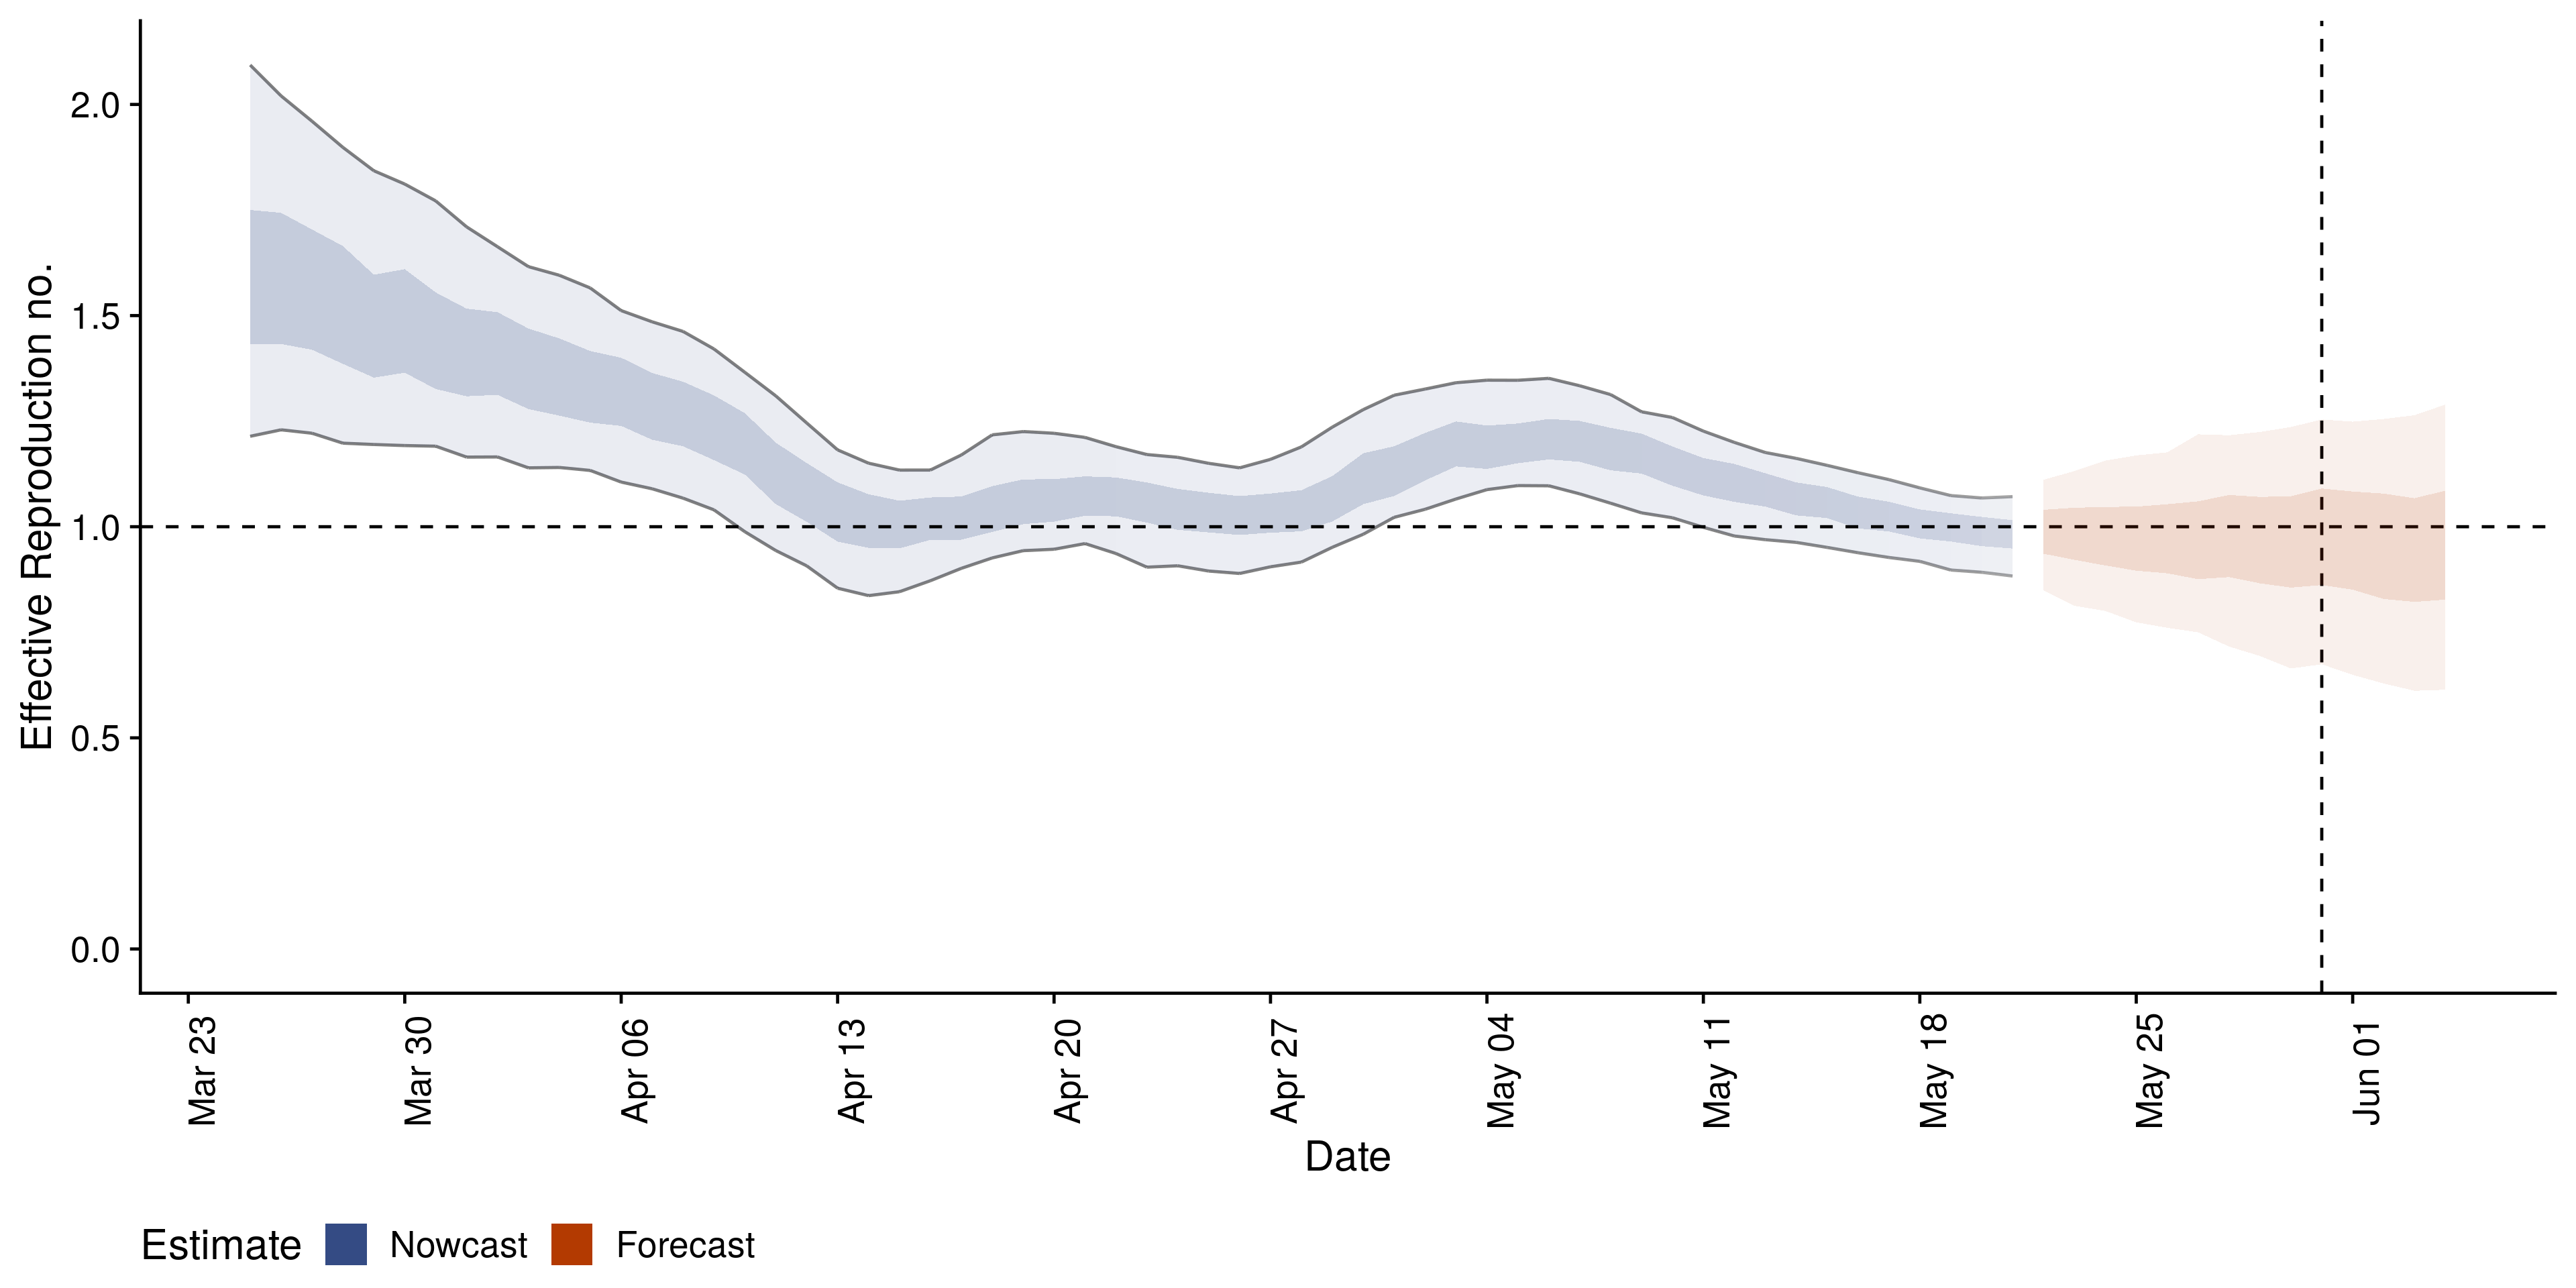 Effective Reproduction no.
2.0
1.5
1.0
0.5
0.0
Mar 23
Mar 30
Apr 06
Apr 13
Apr 20
Apr 27
May 04
May 11
May 18
May 25
Jun 01
Date
Estimate Nowcast Forecast